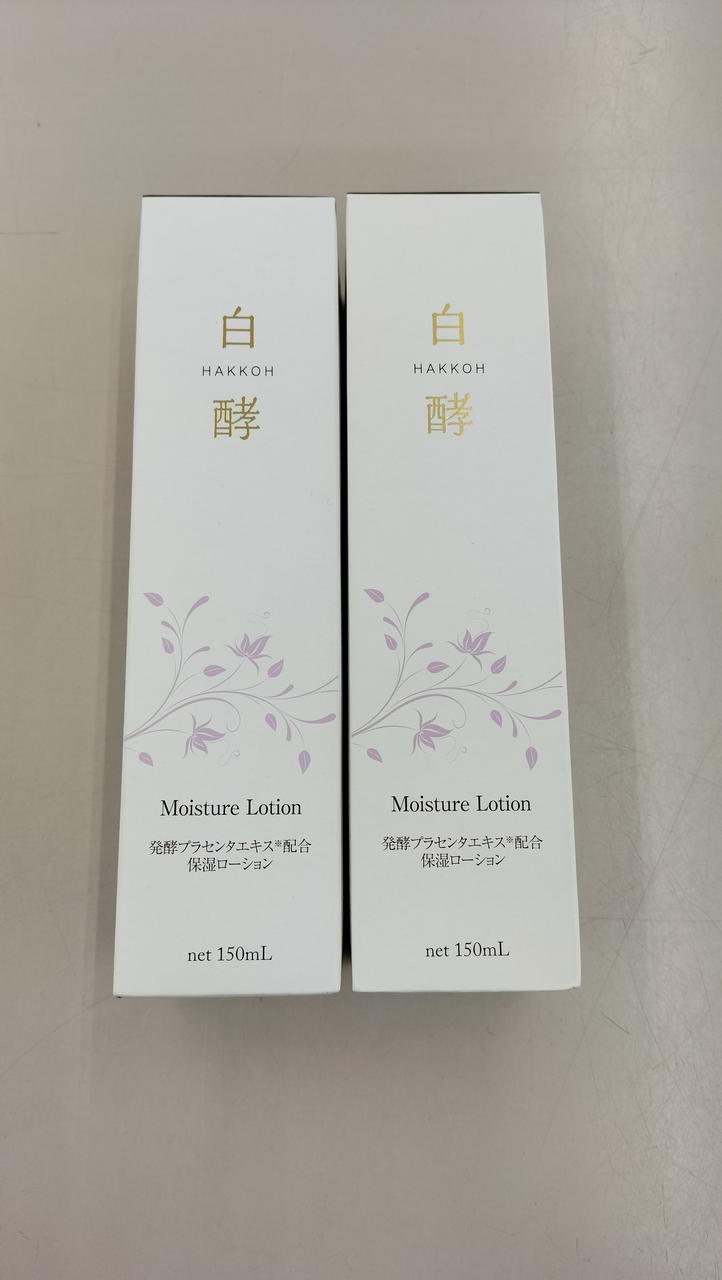 白
HAKKOH
酵
Moisture Lotion
発酵プラセンタエキス※配合
保湿ローション
net 150mL
白
HAKKOH
酵
Moisture Lotion
発酵プラセンタエキス※配合
保湿ローション
net 150mL